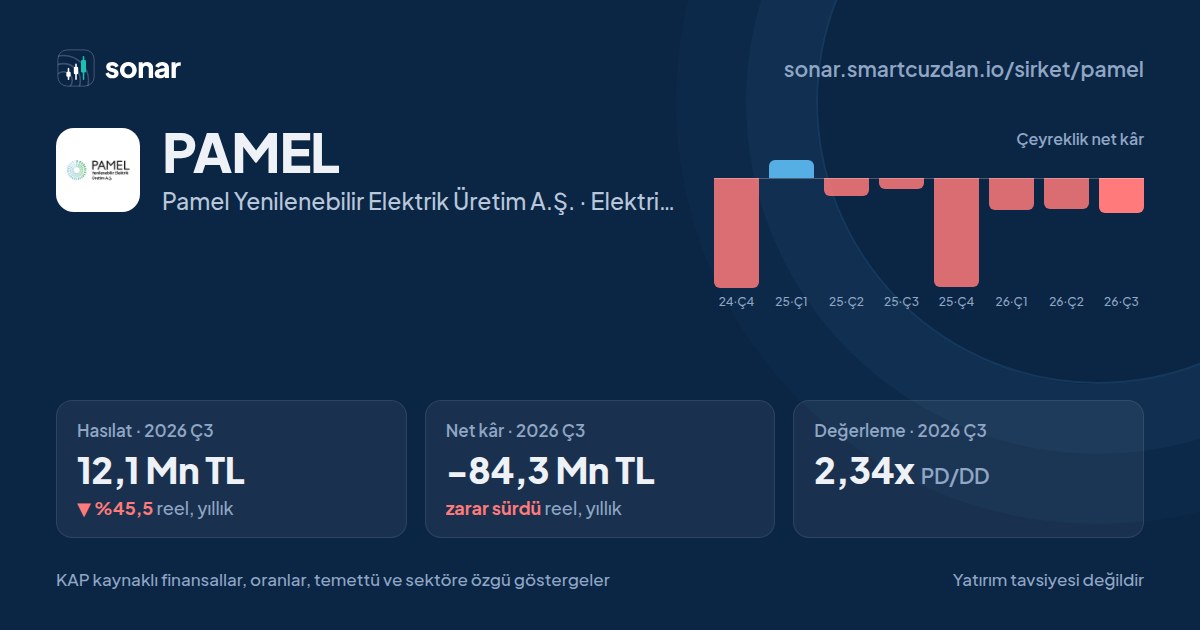 sonar
sonar.smartcuzdan.io/sirket/pamel
PAMEL
Yenilenebilir Elektrik
Üretim A.Ş.
PAMEL
Pamel Yenilenebilir Elektrik Üretim A.Ş. · Elektri...
Çeyreklik net kâr
24·Ç4 25·Ç1 25·Ç2 25·Ç3 25·Ç4 26·Ç1 26·Ç2 26·Ç3
Hasılat · 2026 Ç3
12,1 Mn TL
▼ %45,5 reel, yıllık
Net kâr · 2026 Ç3
−84,3 Mn TL
zarar sürdü reel, yıllık
Değerleme · 2026 Ç3
2,34x PD/DD
KAP kaynaklı finansallar, oranlar, temettü ve sektöre özgü göstergeler
Yatırım tavsiyesi değildir